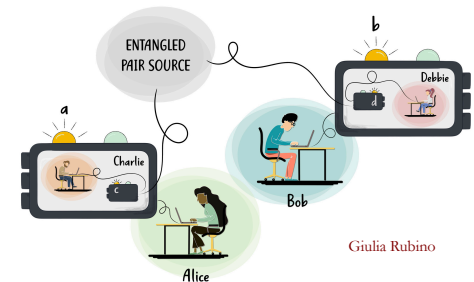 b
ENTANGLED
PAIR SOURCE
Debbie
d
a
Charlie
c
Bob
Giulia Rubino
Alice